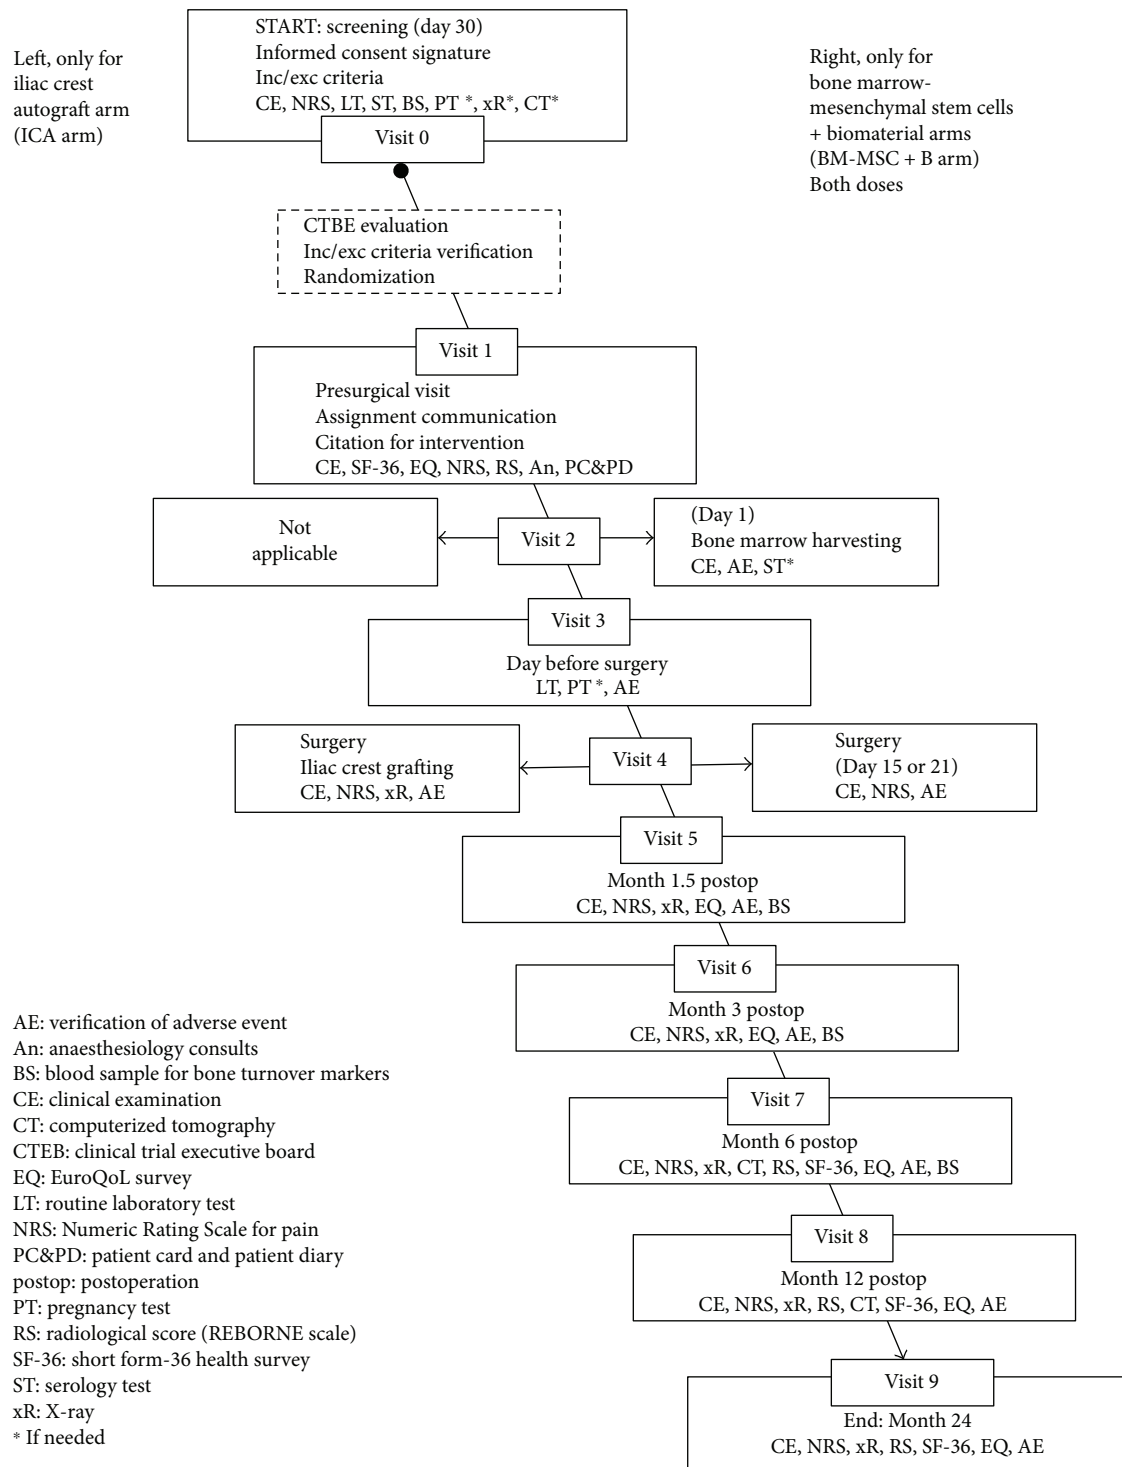 START: screening (day 30)
Informed consent signature
Inc/exc criteria
CE, NRS, LT, ST, BS, PT *, xR*, CT*
Visit 0
Left, only for
iliac crest
autograft arm
(ICA arm)
Right, only for
bone marrow-
mesenchymal stem cells
+ biomaterial arms
(BM-MSC + B arm)
Both doses
CTBE evaluation
Inc/exc criteria verification
Randomization
Visit 1
Presurgical visit
Assignment communication
Citation for intervention
CE, SF-36, EQ, NRS, RS, An, PC&PD
Not
applicable
Visit 2
(Day 1)
Bone marrow harvesting
CE, AE, ST*
Visit 3
Day before surgery
LT, PT *, AE
Surgery
Iliac crest grafting
CE, NRS, xR, AE
Visit 4
Surgery
(Day 15 or 21)
CE, NRS, AE
Visit 5
Month 1.5 postop
CE, NRS, xR, EQ, AE, BS
Visit 6
Month 3 postop
CE, NRS, xR, EQ, AE, BS
Visit 7
Month 6 postop
CE, NRS, xR, CT, RS, SF-36, EQ, AE, BS
Visit 8
Month 12 postop
CE, NRS, xR, RS, CT, SF-36, EQ, AE
Visit 9
End: Month 24
CE, NRS, xR, RS, SF-36, EQ, AE
AE: verification of adverse event
An: anaesthesiology consults
BS: blood sample for bone turnover markers
CE: clinical examination
CT: computerized tomography
CTEB: clinical trial executive board
EQ: EuroQoL survey
LT: routine laboratory test
NRS: Numeric Rating Scale for pain
PC&PD: patient card and patient diary
postop: postoperation
PT: pregnancy test
RS: radiological score (REBORNE scale)
SF-36: short form-36 health survey
ST: serology test
xR: X-ray
* If needed